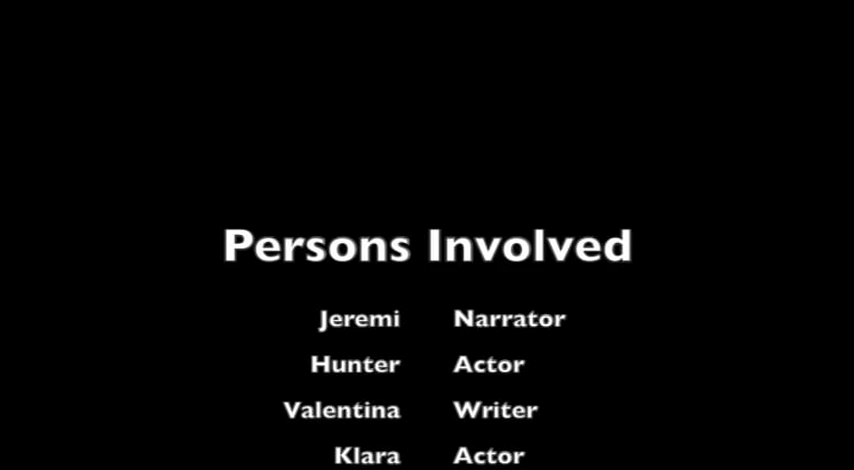 Persons Involved
Jeremi Narrator
Hunter Actor
Valentina Writer
Klara Actor